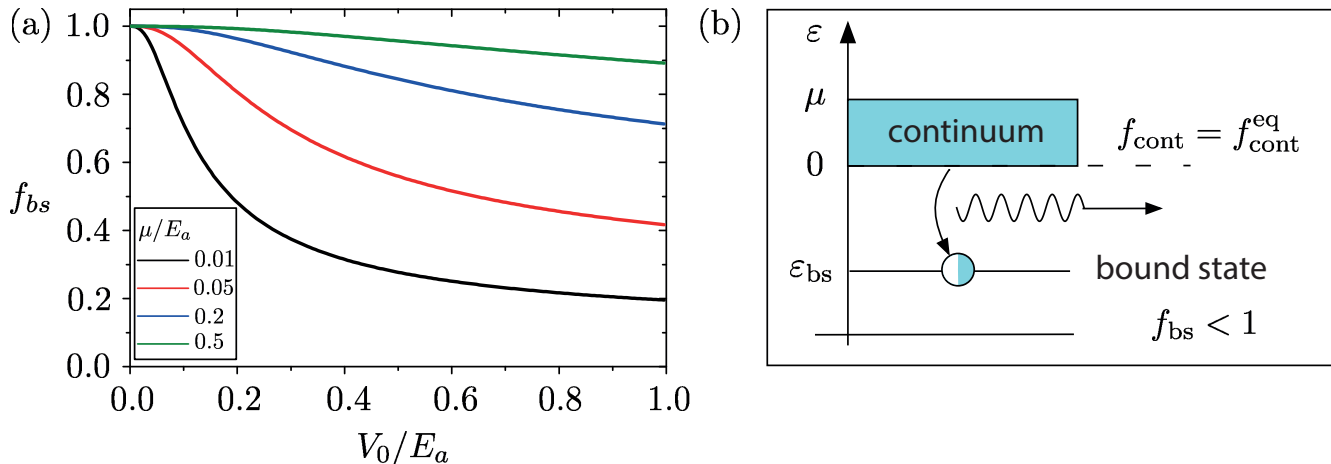 (a)
1.0
0.8
0.6
f_bs
0.4
0.2
0.0
μ/E_a
0.01
0.05
0.2
0.5
0.0 0.2 0.4 0.6 0.8 1.0
V_0/E_a
(b)
ε
μ
continuum
f_cont = f_cont^eq
0
ε_bs
bound state
f_bs < 1